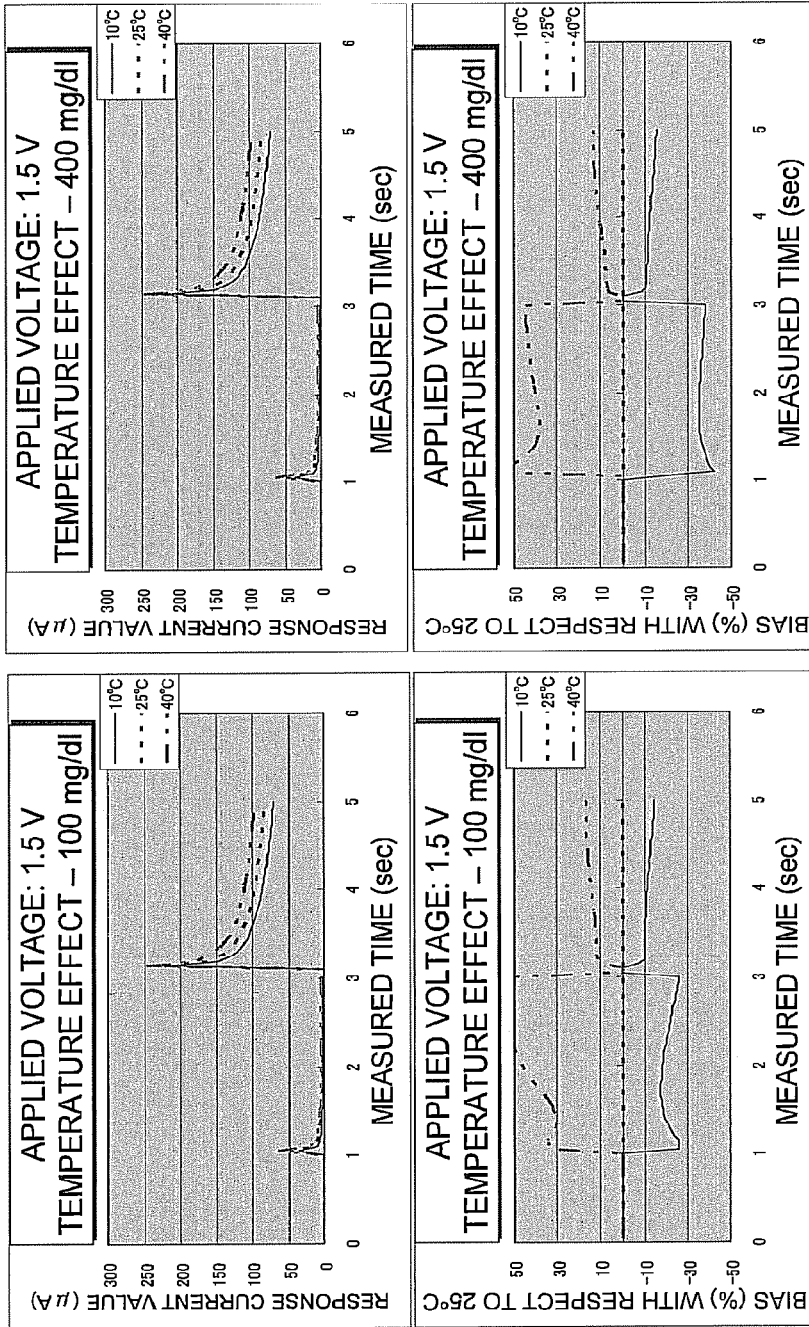 APPLIED VOLTAGE: 1.5 V
TEMPERATURE EFFECT – 100 mg/dl
10℃
25℃
40℃
RESPONSE CURRENT VALUE (μA)
300
250
200
150
100
50
0
0 1 2 3 4 5 6
MEASURED TIME (sec)
APPLIED VOLTAGE: 1.5 V
TEMPERATURE EFFECT – 400 mg/dl
10℃
25℃
40℃
RESPONSE CURRENT VALUE (μA)
300
250
200
150
100
50
0
0 1 2 3 4 5 6
MEASURED TIME (sec)
APPLIED VOLTAGE: 1.5 V
TEMPERATURE EFFECT – 100 mg/dl
10℃
25℃
40℃
BIAS (%) WITH RESPECT TO 25℃
50
30
10
-10
-30
-50
0 1 2 3 4 5 6
MEASURED TIME (sec)
APPLIED VOLTAGE: 1.5 V
TEMPERATURE EFFECT – 400 mg/dl
10℃
25℃
40℃
BIAS (%) WITH RESPECT TO 25℃
50
30
10
-10
-30
-50
0 1 2 3 4 5 6
MEASURED TIME (sec)